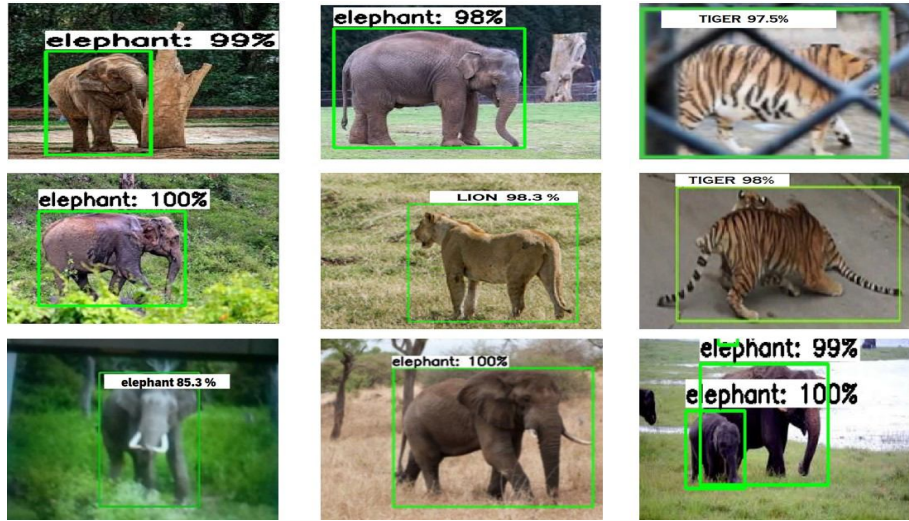 elephant: 99%
elephant: 98%
TIGER 97.5%
elephant: 100%
LION 98.3 %
TIGER 98%
elephant 85.3 %
elephant: 100%
elephant: 99%
elephant: 100%